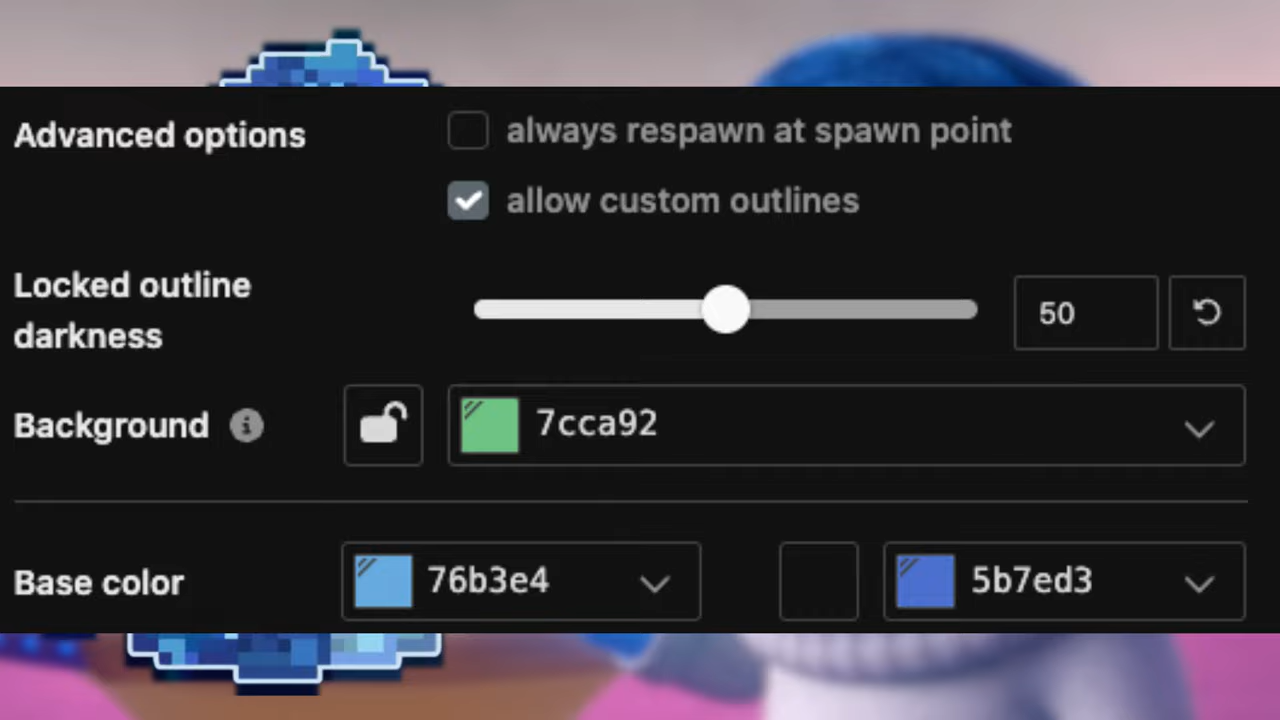 Advanced options
always respawn at spawn point
allow custom outlines
Locked outline
darkness
50
Background
7cca92
Base color
76b3e4
5b7ed3